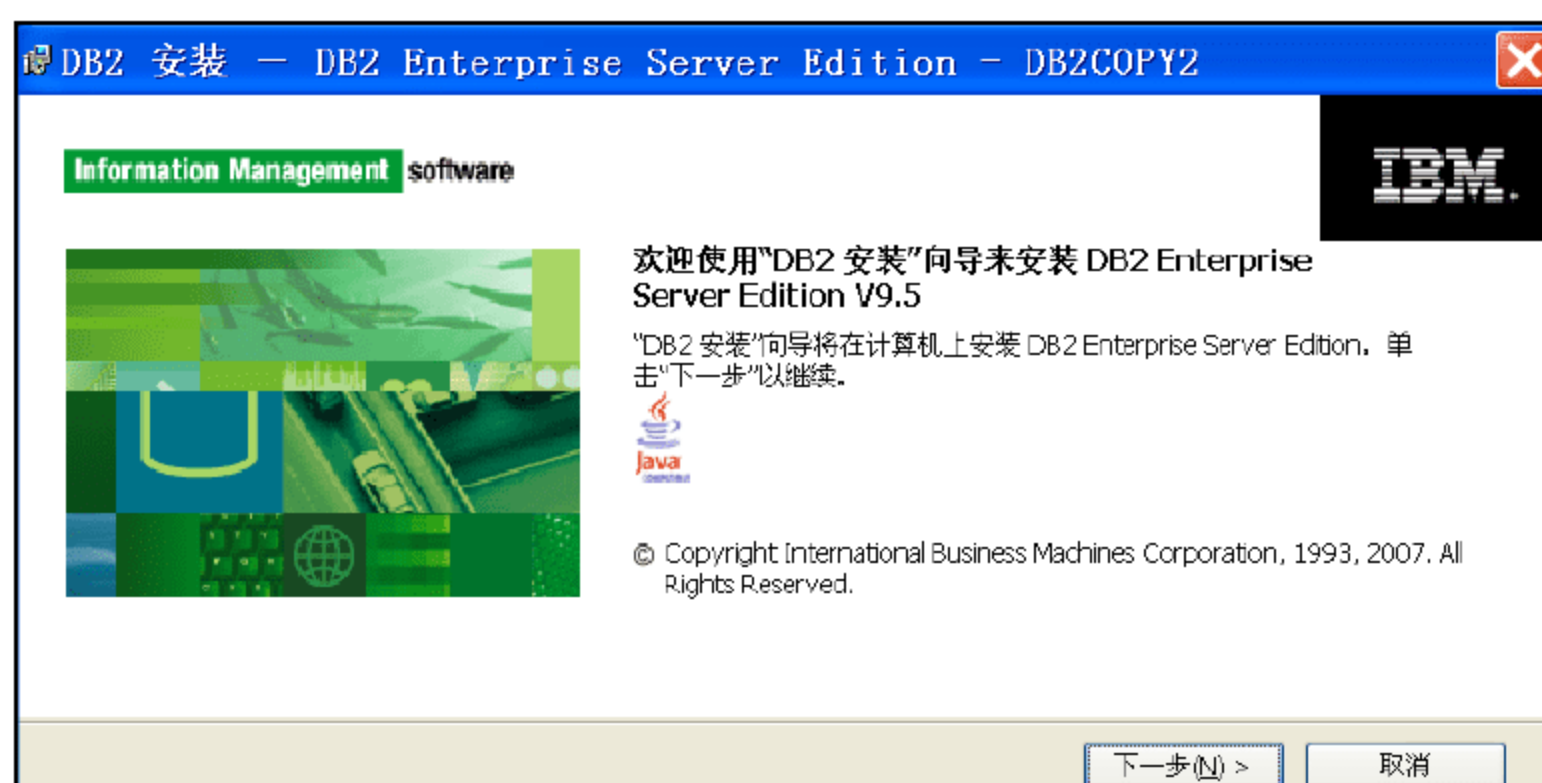 DB2 安装 － DB2 Enterprise Server Edition - DB2COPY2
Information Management software
IBM.
欢迎使用“DB2 安装”向导来安装 DB2 Enterprise
Server Edition V9.5
“DB2 安装”向导将在计算机上安装 DB2 Enterprise Server Edition。单
击“下一步”以继续。
Java
© Copyright International Business Machines Corporation, 1993, 2007. All
Rights Reserved.
下一步(N) >
取消